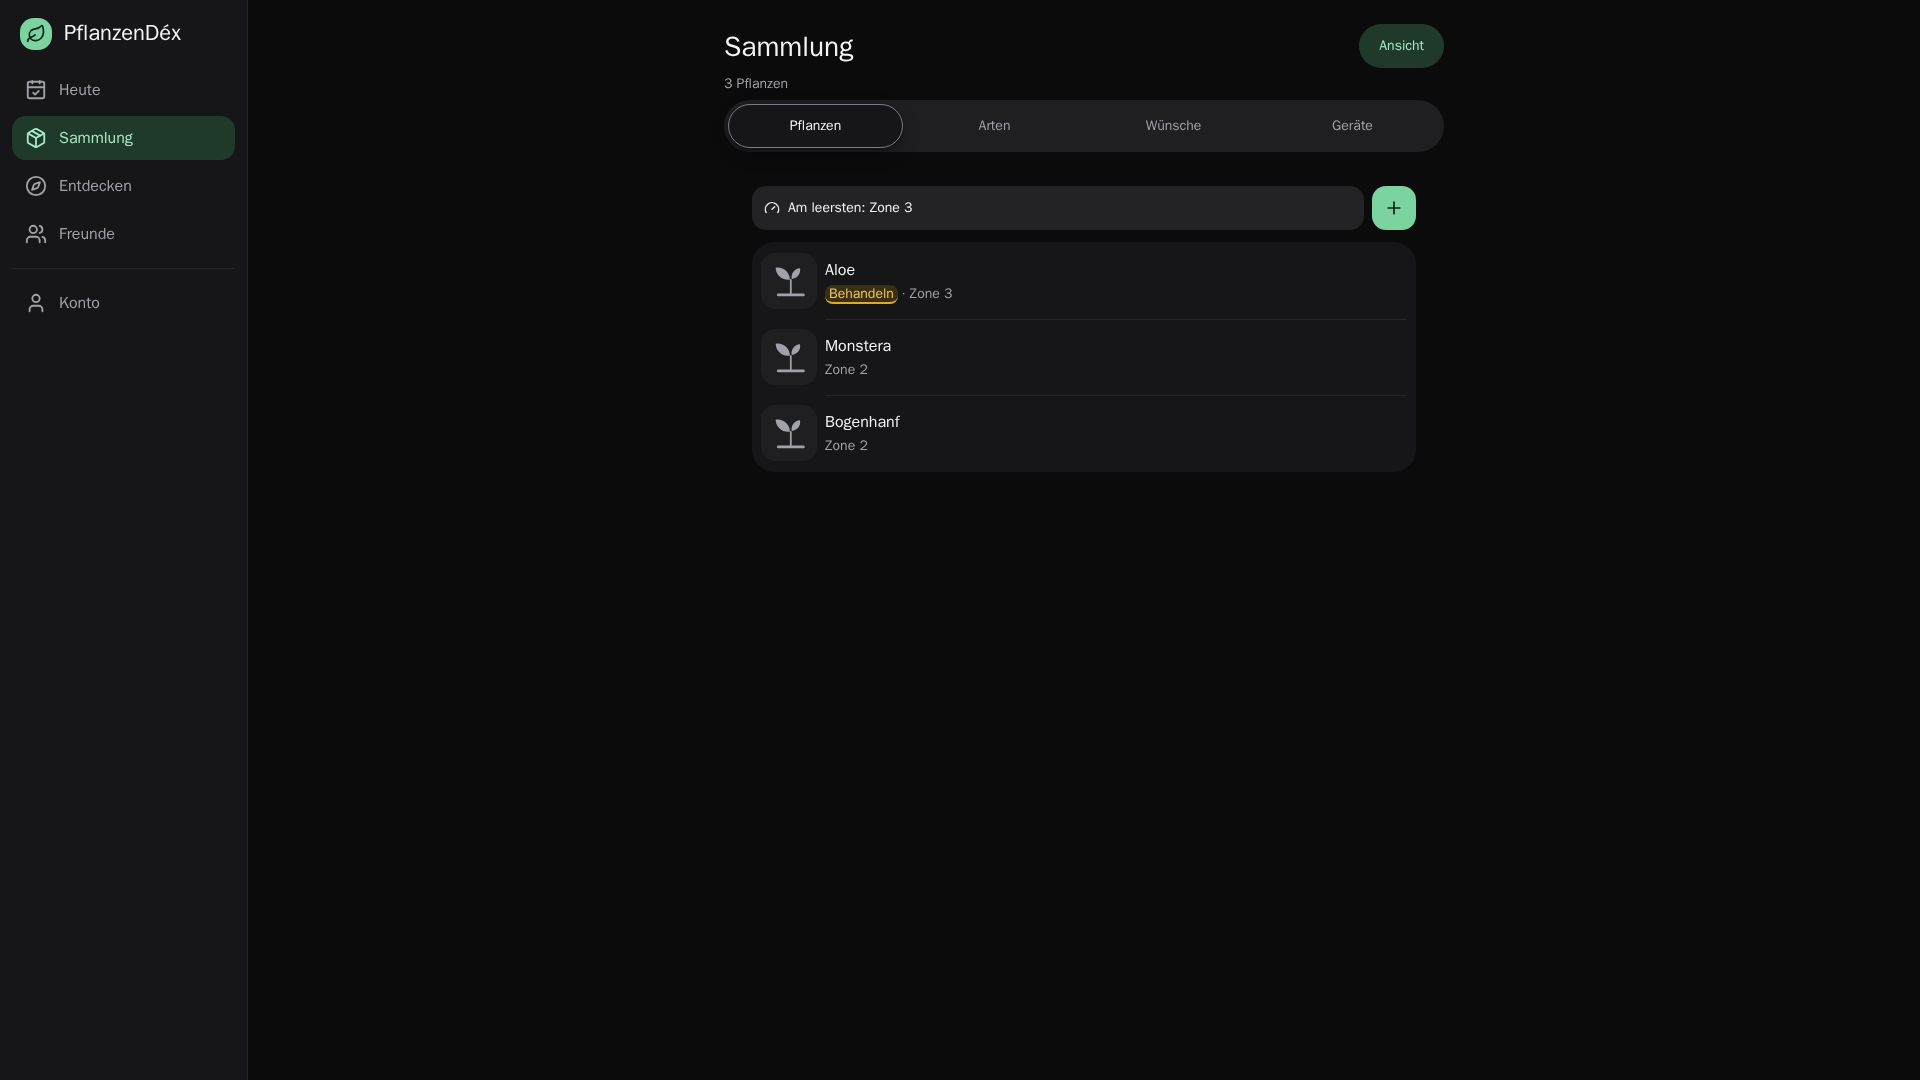 PflanzenDéx
Heute
Sammlung
Entdecken
Freunde
Konto
Sammlung
Ansicht
3 Pflanzen
Pflanzen
Arten
Wünsche
Geräte
Am leersten: Zone 3
Aloe
Behandeln · Zone 3
Monstera
Zone 2
Bogenhanf
Zone 2